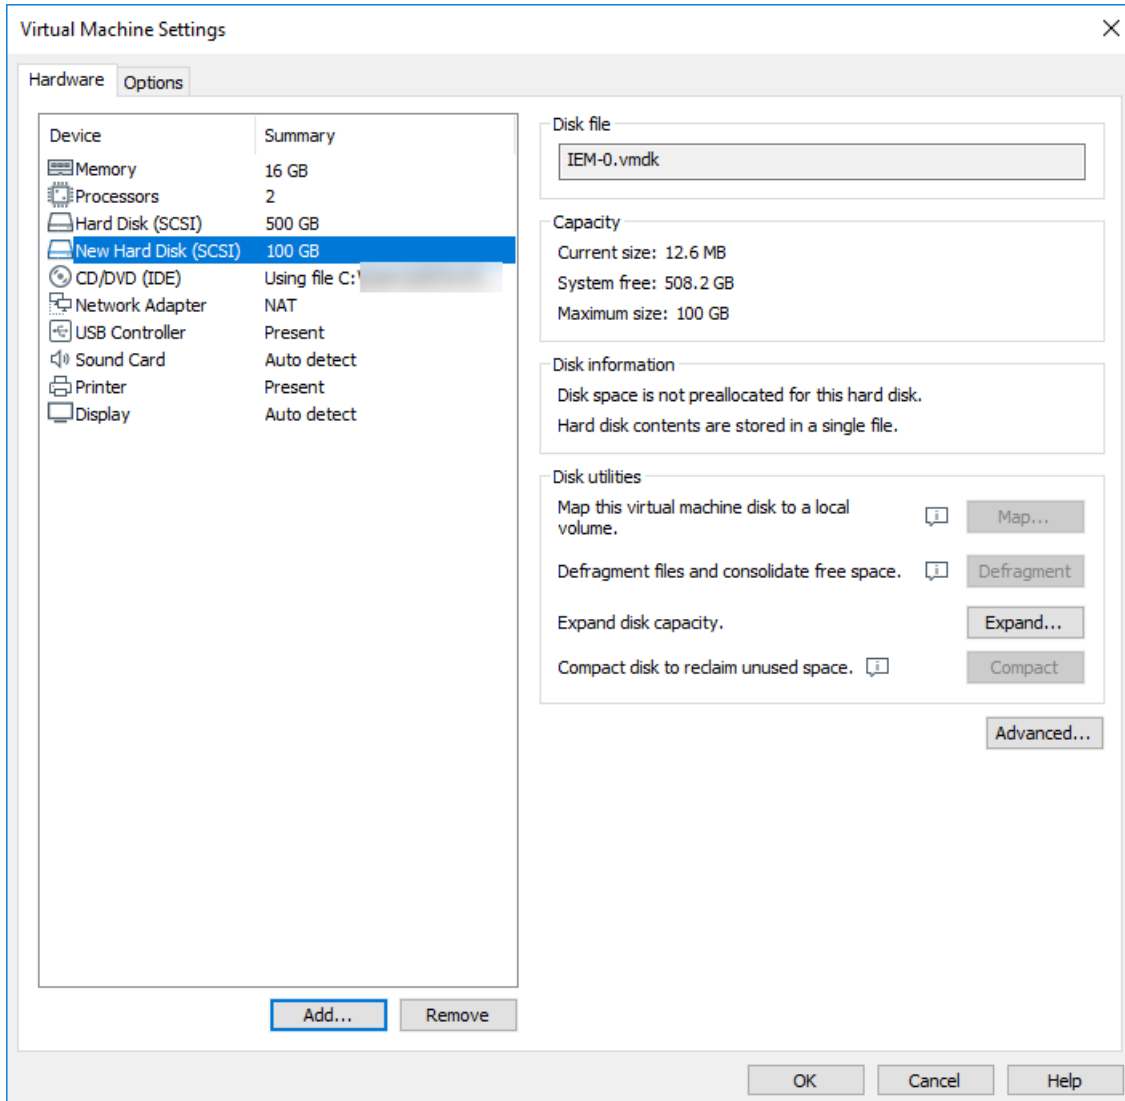 Virtual Machine Settings
Hardware Options
Device Summary
Memory 16 GB
Processors 2
Hard Disk (SCSI) 500 GB
New Hard Disk (SCSI) 100 GB
CD/DVD (IDE) Using file C:\
Network Adapter NAT
USB Controller Present
Sound Card Auto detect
Printer Present
Display Auto detect
Add... Remove
Disk file
IEM-0.vmdk
Capacity
Current size: 12.6 MB
System free: 508.2 GB
Maximum size: 100 GB
Disk information
Disk space is not preallocated for this hard disk.
Hard disk contents are stored in a single file.
Disk utilities
Map this virtual machine disk to a local
volume.
Map...
Defragment files and consolidate free space. Defragment
Expand disk capacity. Expand...
Compact disk to reclaim unused space. Compact
Advanced...
OK Cancel Help